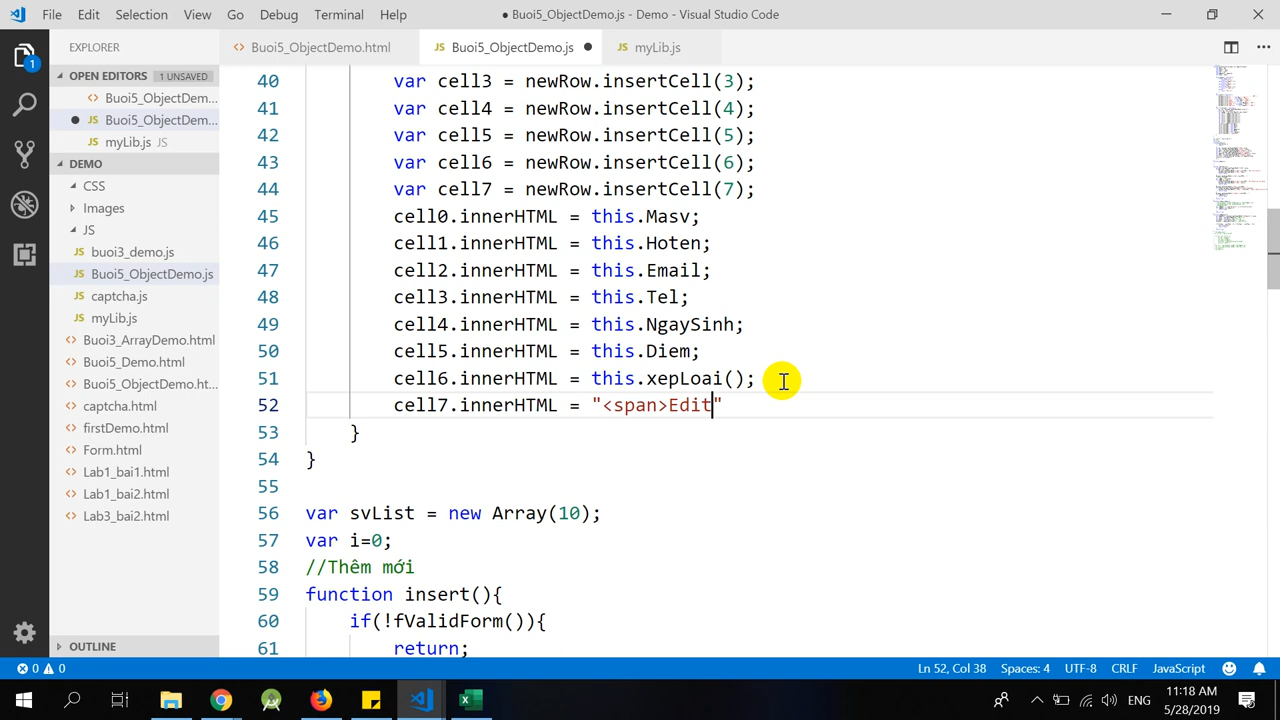 File Edit Selection View Go Debug Terminal Help
● Buoi5_ObjectDemo.js - Demo - Visual Studio Code
EXPLORER
OPEN EDITORS 1 UNSAVED
<> Buoi5_ObjectDem...
● JS Buoi5_ObjectDem...
JS myLib.js JS
DEMO
CSS
Images
JS
JS buoi3_demo.js
JS Buoi5_ObjectDemo.js
JS captcha.js
JS myLib.js
<> Buoi3_ArrayDemo.html
<> Buoi5_Demo.html
<> Buoi5_ObjectDemo.ht...
<> captcha.html
<> firstDemo.html
<> Form.html
<> Lab1_bai1.html
<> Lab1_bai2.html
<> Lab3_bai2.html
OUTLINE
<> Buoi5_ObjectDemo.html JS Buoi5_ObjectDemo.js ● JS myLib.js
40 var cell3 = newRow.insertCell(3);
41 var cell4 = newRow.insertCell(4);
42 var cell5 = newRow.insertCell(5);
43 var cell6 = newRow.insertCell(6);
44 var cell7 = newRow.insertCell(7);
45 cell0.innerHTML = this.Masv;
46 cell1.innerHTML = this.Hoten;
47 cell2.innerHTML = this.Email;
48 cell3.innerHTML = this.Tel;
49 cell4.innerHTML = this.NgaySinh;
50 cell5.innerHTML = this.Diem;
51 cell6.innerHTML = this.xepLoai();
52 cell7.innerHTML = "<span>Edit"
53 }
54 }
55
56 var svList = new Array(10);
57 var i=0;
58 //Thêm mới
59 function insert(){
60 if(!fValidForm()){
61 return;
0 0 Ln 52, Col 38 Spaces: 4 UTF-8 CRLF JavaScript
1
ENG
11:18 AM
5/28/2019